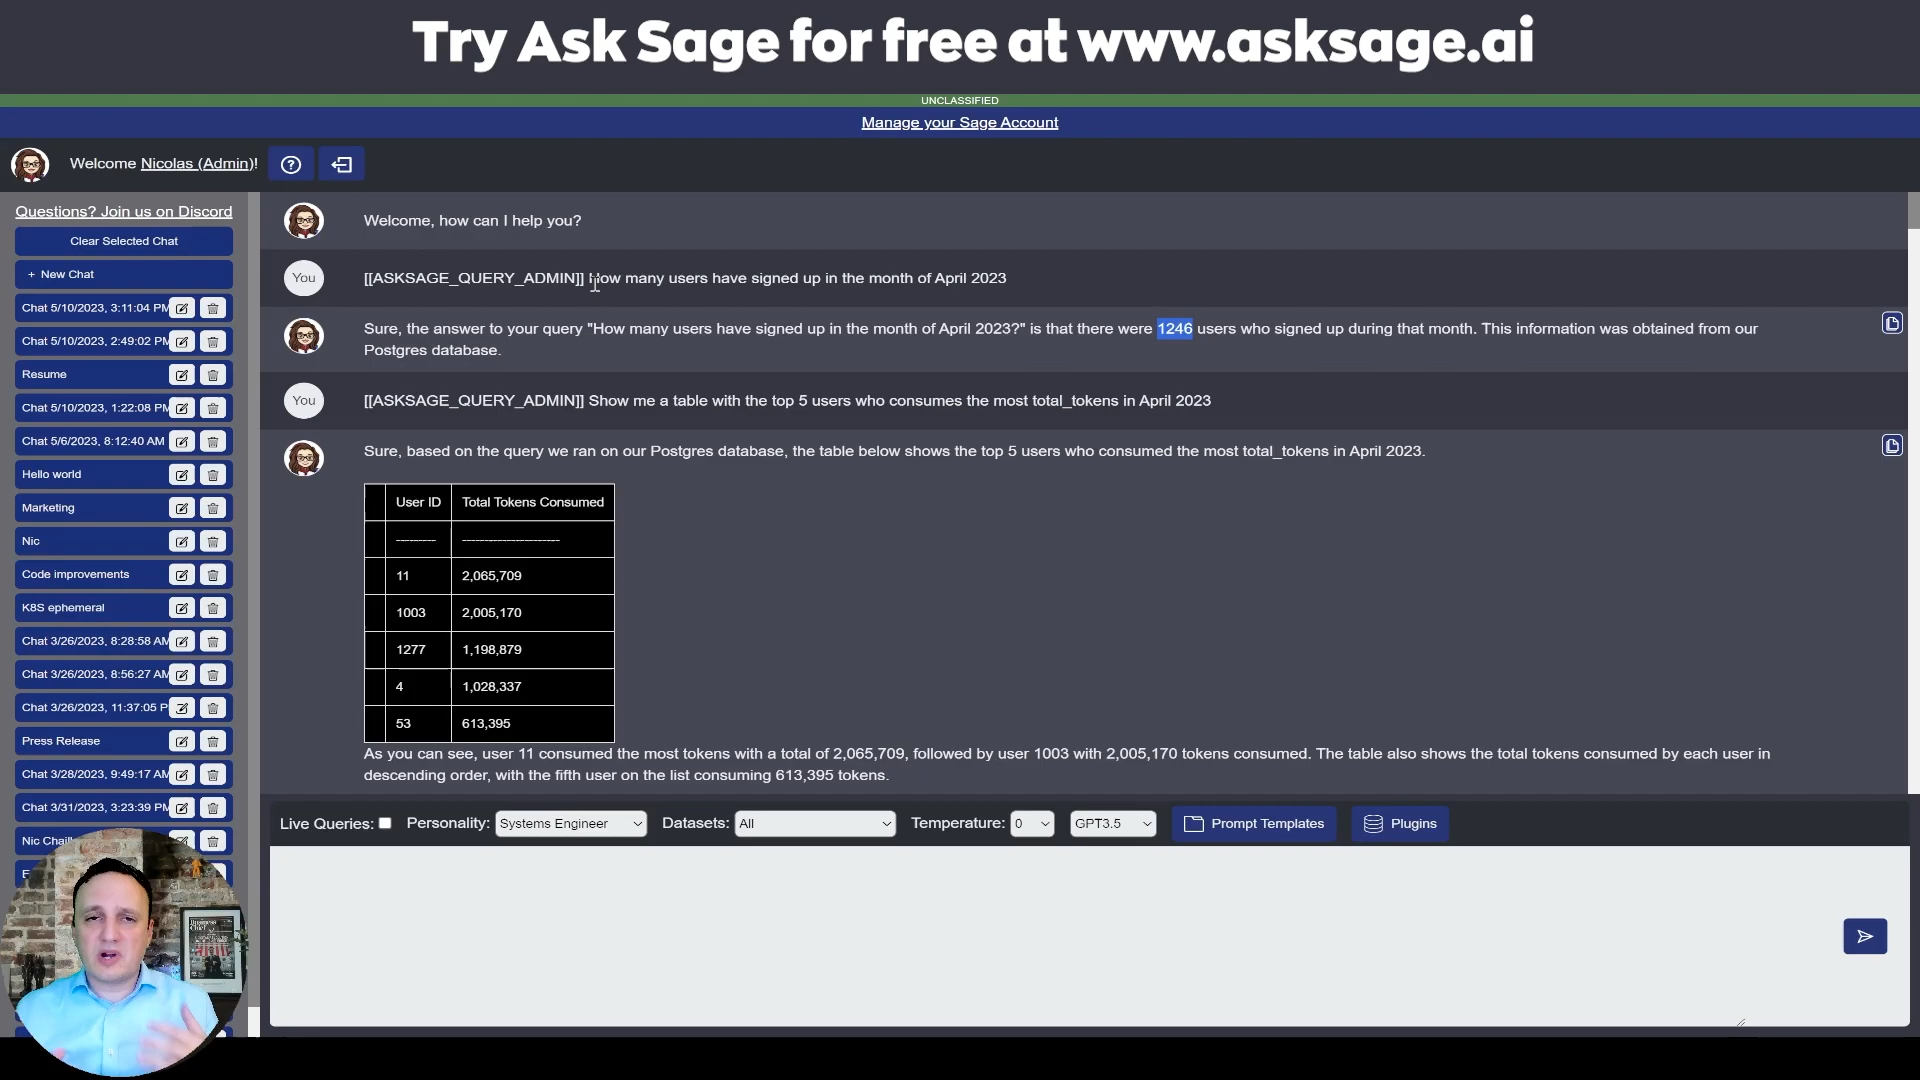 Try Ask Sage for free at www.asksage.ai
UNCLASSIFIED
Manage your Sage Account
Welcome Nicolas (Admin)!
Questions? Join us on Discord
Clear Selected Chat
+ New Chat
Chat 5/10/2023, 3:11:04 PM
Chat 5/10/2023, 2:49:02 PM
Resume
Chat 5/10/2023, 1:22:08 PM
Chat 5/6/2023, 8:12:40 AM
Hello world
Marketing
Nic
Code improvements
K8S ephemeral
Chat 3/26/2023, 8:28:58 AM
Chat 3/26/2023, 8:56:27 AM
Chat 3/26/2023, 11:37:05 P
Press Release
Chat 3/28/2023, 9:49:17 AM
Chat 3/31/2023, 3:23:39 PM
Welcome, how can I help you?
You
[[ASKSAGE_QUERY_ADMIN]] How many users have signed up in the month of April 2023
Sure, the answer to your query "How many users have signed up in the month of April 2023?" is that there were 1246 users who signed up during that month. This information was obtained from our
Postgres database.
You
[[ASKSAGE_QUERY_ADMIN]] Show me a table with the top 5 users who consumes the most total_tokens in April 2023
Sure, based on the query we ran on our Postgres database, the table below shows the top 5 users who consumed the most total_tokens in April 2023.
User ID Total Tokens Consumed
--------- ----------------------
11 2,065,709
1003 2,005,170
1277 1,198,879
4 1,028,337
53 613,395
As you can see, user 11 consumed the most tokens with a total of 2,065,709, followed by user 1003 with 2,005,170 tokens consumed. The table also shows the total tokens consumed by each user in
descending order, with the fifth user on the list consuming 613,395 tokens.
Live Queries: Personality: Systems Engineer Datasets: All Temperature: 0 GPT3.5 Prompt Templates Plugins